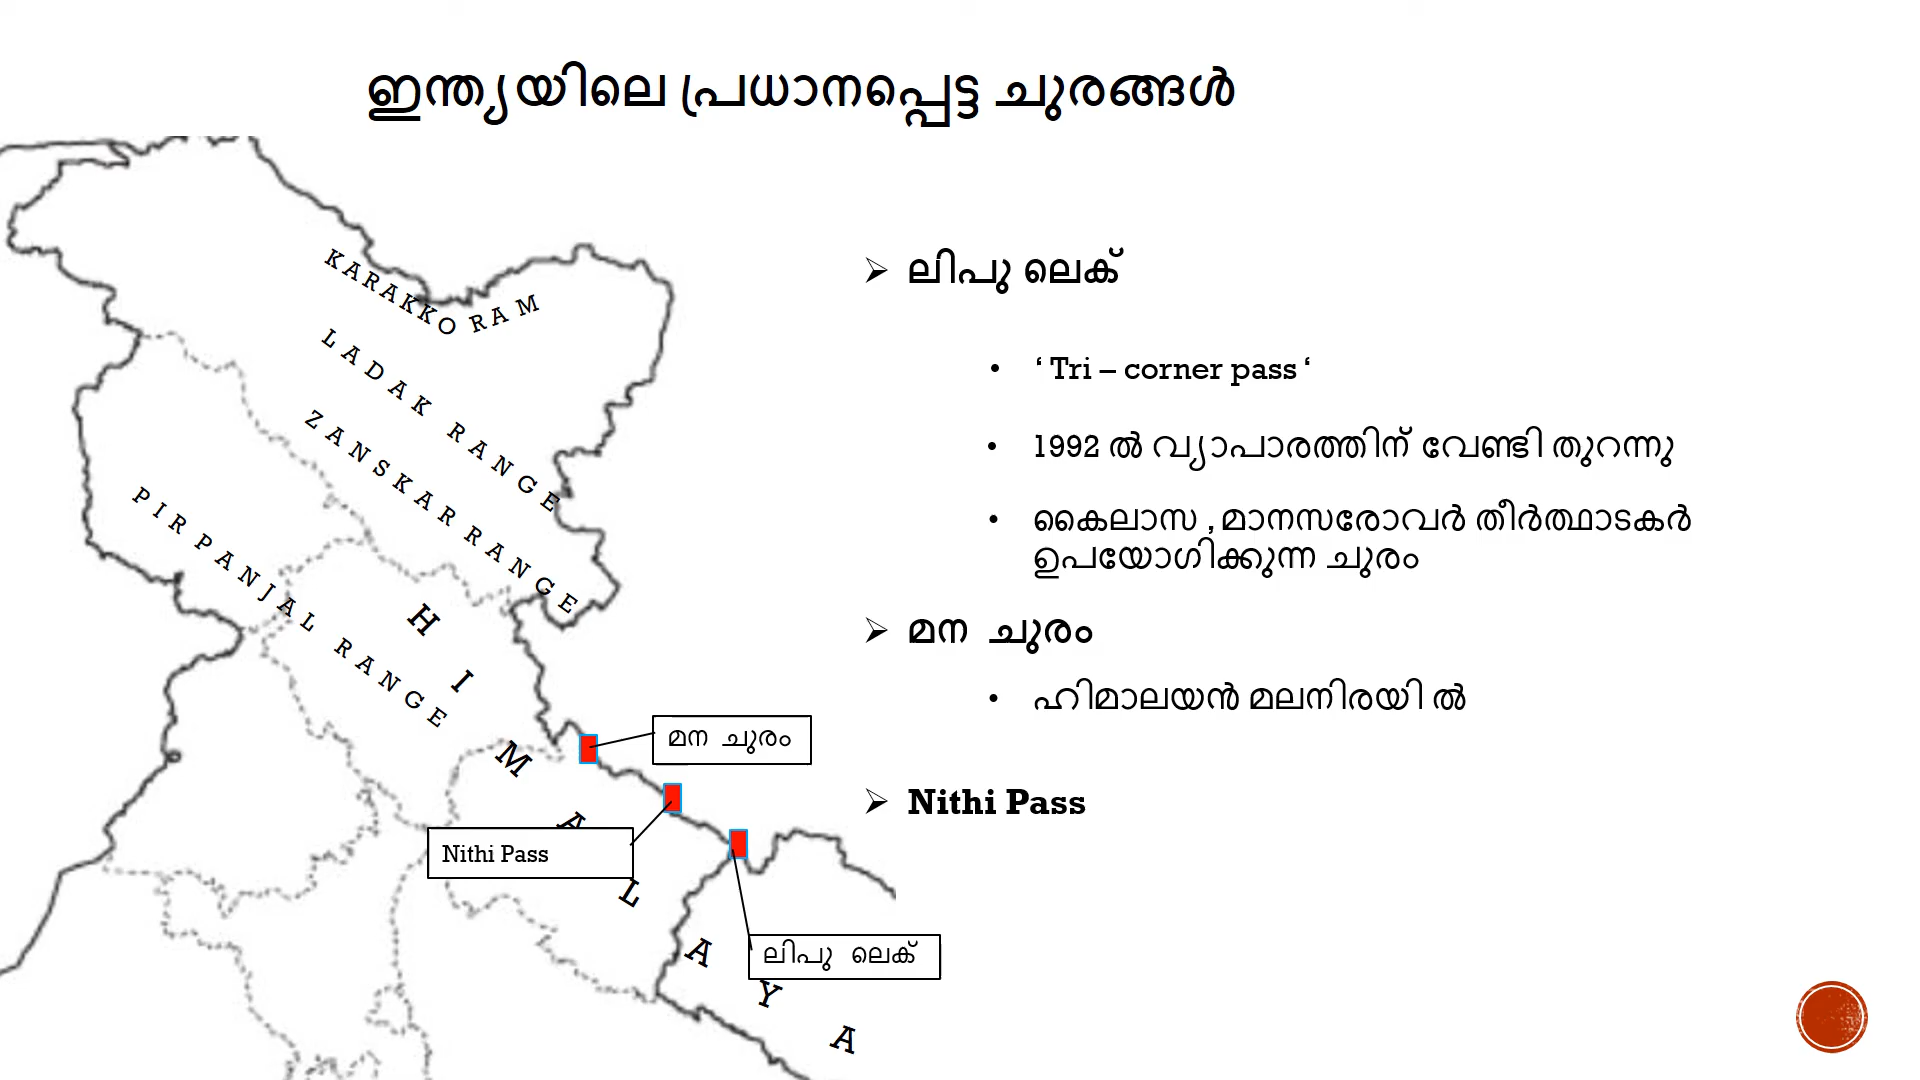 ഇന്ത്യയിലെ പ്രധാനപ്പെട്ട ചുരങ്ങൾ
KARAKKO RAM
LADAK RANGE
ZANSKAR RANGE
PIR PANJAL RANGE
HIMALAYA
മന ചുരം
Nithi Pass
ലിപു ലെക്
➢ ലിപു ലെക്
• ‘ Tri – corner pass ‘
• 1992 ൽ വ്യാപാരത്തിന് വേണ്ടി തുറന്നു
• കൈലാസ ,മാനസരോവർ തീർത്ഥാടകർ
ഉപയോഗിക്കുന്ന ചുരം
➢ മന ചുരം
• ഹിമാലയൻ മലനിരയി ൽ
➢ Nithi Pass